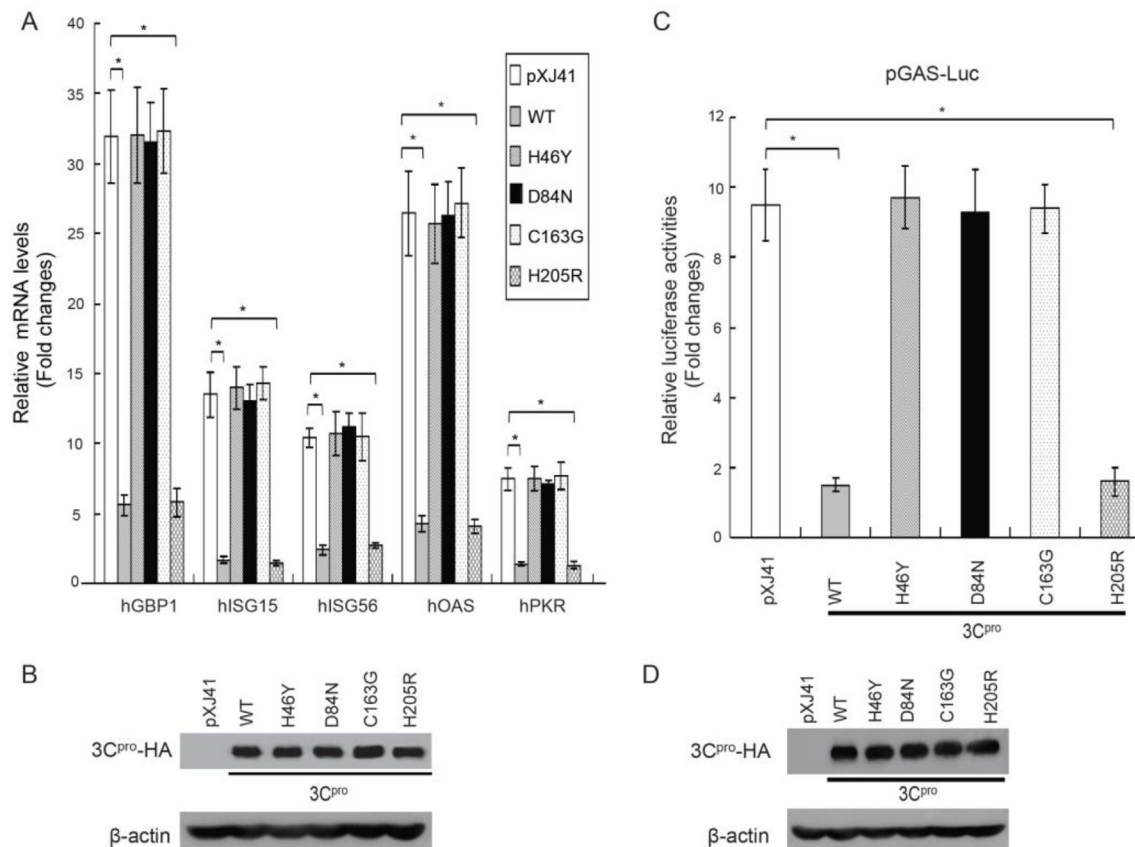 A
Relative mRNA levels
(Fold changes)
40
35
30
25
20
15
10
5
0
*
*
*
*
*
*
*
*
*
*
hGBP1
hISG15
hISG56
hOAS
hPKR
pXJ41
WT
H46Y
D84N
C163G
H205R
C
pGAS-Luc
Relative luciferase activities
(Fold changes)
12
10
8
6
4
2
0
*
*
pXJ41
WT
H46Y
D84N
C163G
H205R
3Cpro
B
pXJ41
WT
H46Y
D84N
C163G
H205R
3Cpro-HA
3Cpro
β-actin
D
pXJ41
WT
H46Y
D84N
C163G
H205R
3Cpro-HA
3Cpro
β-actin